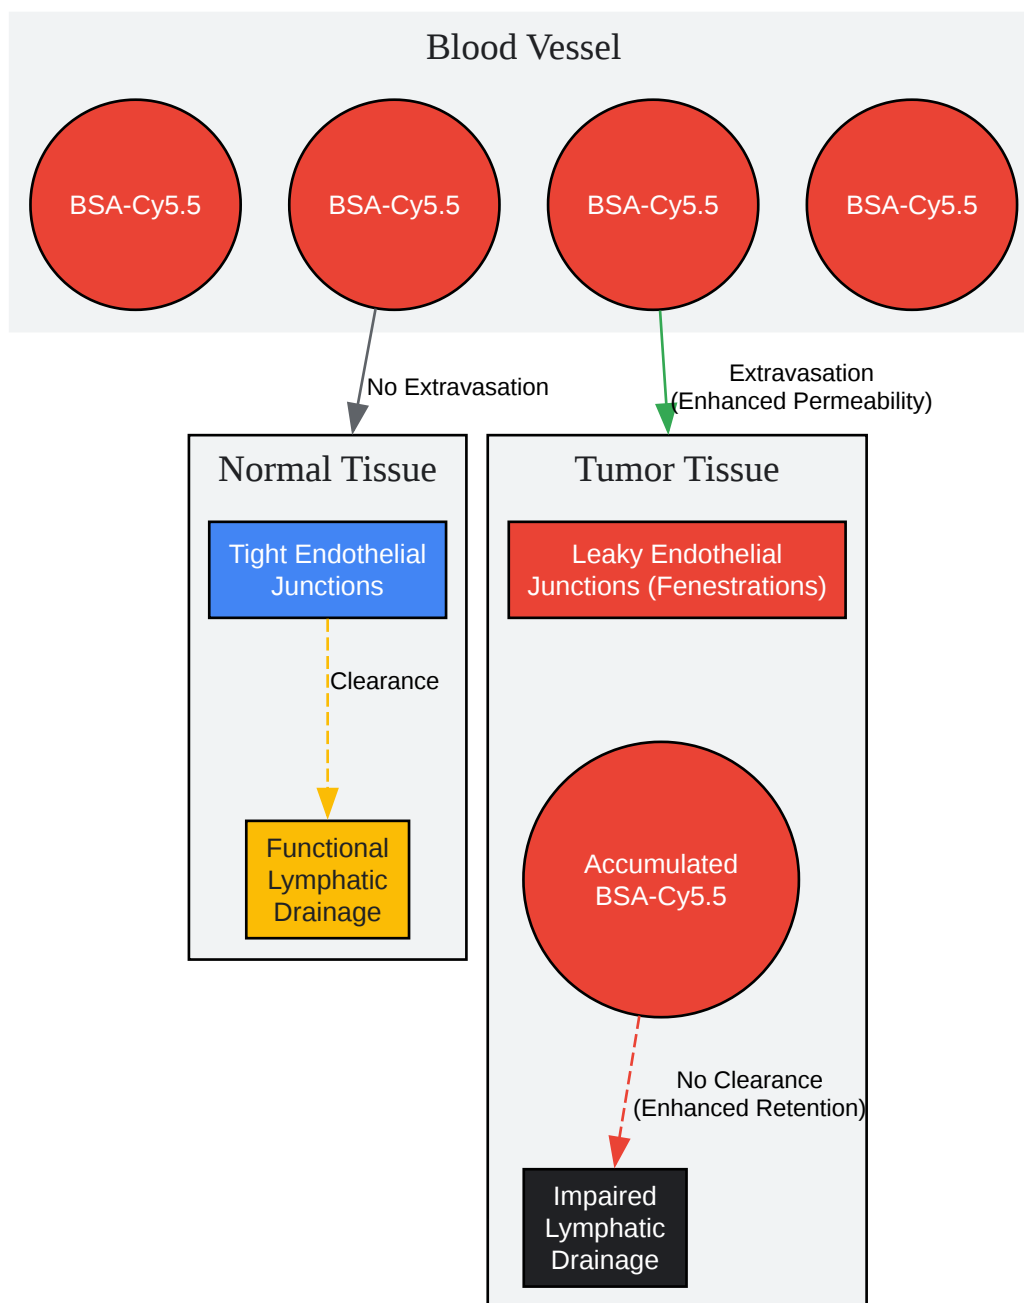 Blood Vessel
BSA-Cy5.5
BSA-Cy5.5
BSA-Cy5.5
BSA-Cy5.5
No Extravasation
Extravasation
(Enhanced Permeability)
Normal Tissue
Tight Endothelial
Junctions
Clearance
Functional
Lymphatic
Drainage
Tumor Tissue
Leaky Endothelial
Junctions (Fenestrations)
Accumulated
BSA-Cy5.5
No Clearance
(Enhanced Retention)
Impaired
Lymphatic
Drainage